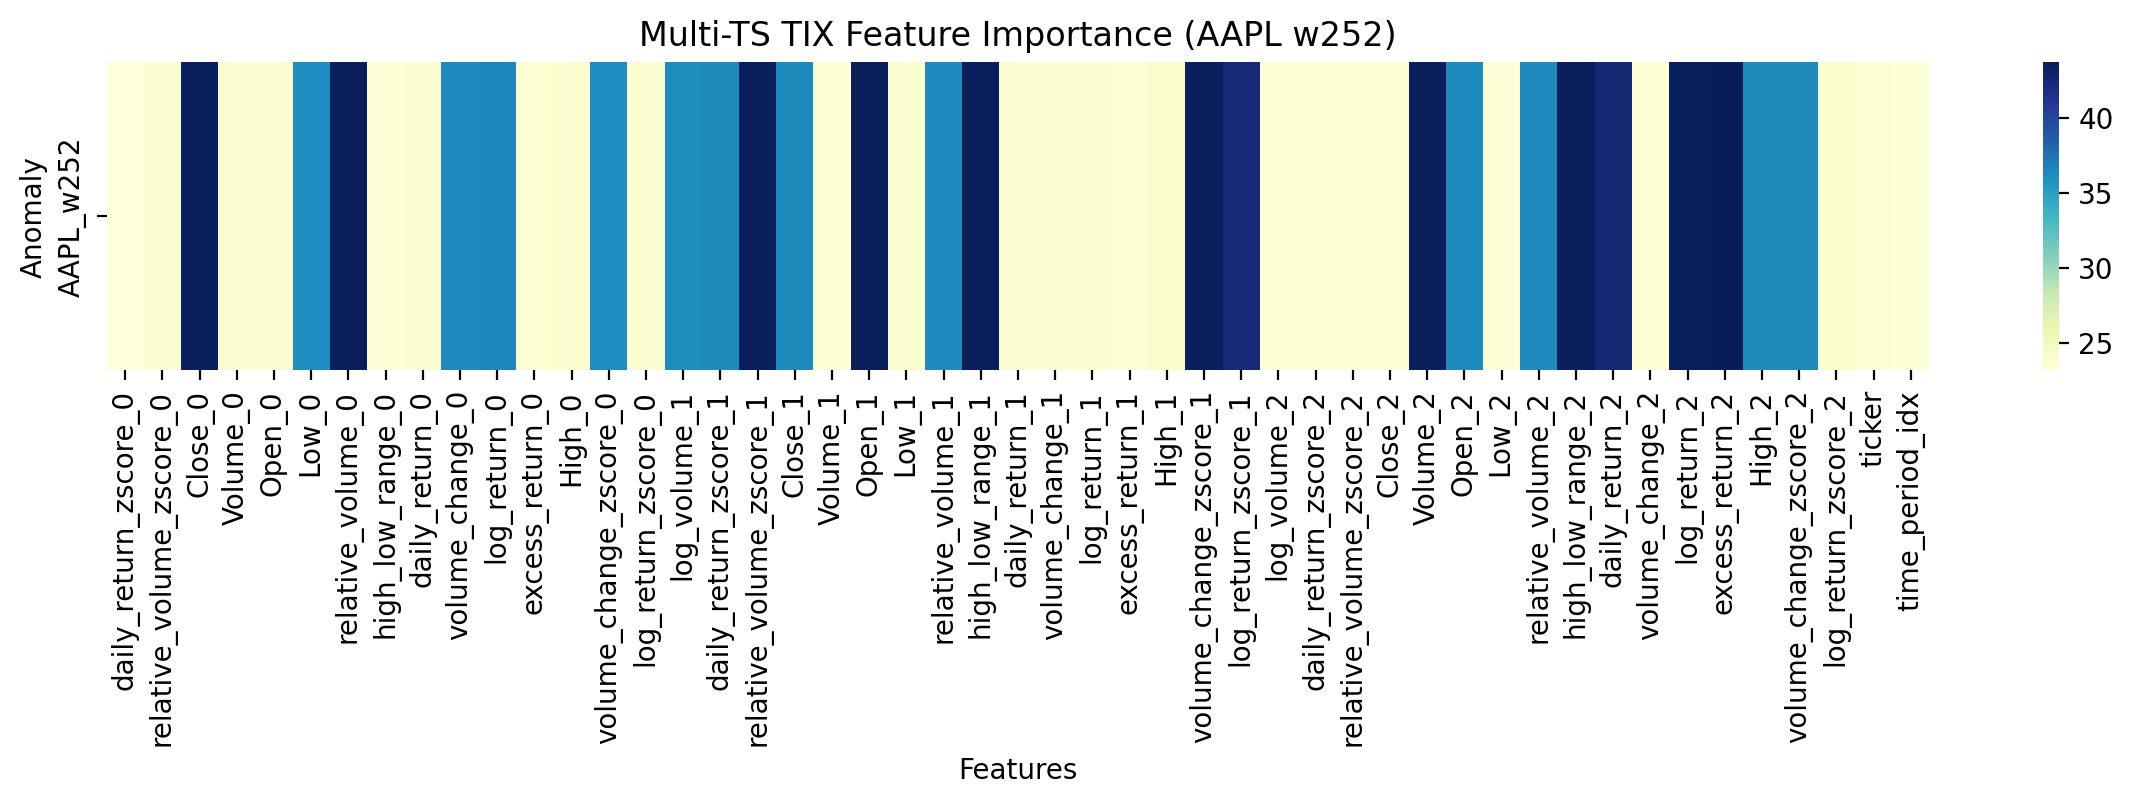 Multi-TS TIX Feature Importance (AAPL w252)
Anomaly
AAPL_w252
40
35
30
25
daily_return_zscore_0
relative_volume_zscore_0
Close_0
Volume_0
Open_0
Low_0
relative_volume_0
high_low_range_0
daily_return_0
volume_change_0
log_return_0
excess_return_0
High_0
volume_change_zscore_0
log_return_zscore_0
log_volume_1
daily_return_zscore_1
relative_volume_zscore_1
Close_1
Volume_1
Open_1
Low_1
relative_volume_1
high_low_range_1
daily_return_1
volume_change_1
log_return_1
excess_return_1
High_1
volume_change_zscore_1
log_return_zscore_1
log_volume_2
daily_return_zscore_2
relative_volume_zscore_2
Close_2
Volume_2
Open_2
Low_2
relative_volume_2
high_low_range_2
daily_return_2
volume_change_2
log_return_2
excess_return_2
High_2
volume_change_zscore_2
log_return_zscore_2
ticker
time_period_idx
Features